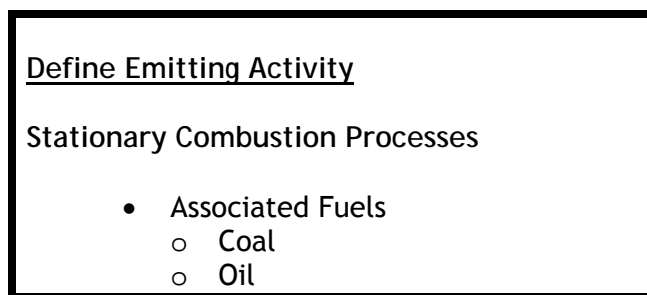 Define Emitting Activity
Stationary Combustion Processes
• Associated Fuels
o Coal
o Oil